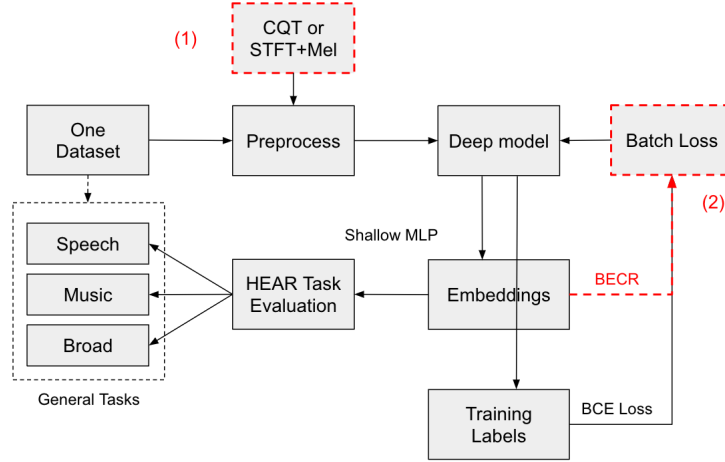 (1)
CQT or
STFT+Mel
One
Dataset
Preprocess
Deep model
Batch Loss
(2)
Speech
Music
Broad
General Tasks
HEAR Task
Evaluation
Shallow MLP
Embeddings
BECR
Training
Labels
BCE Loss